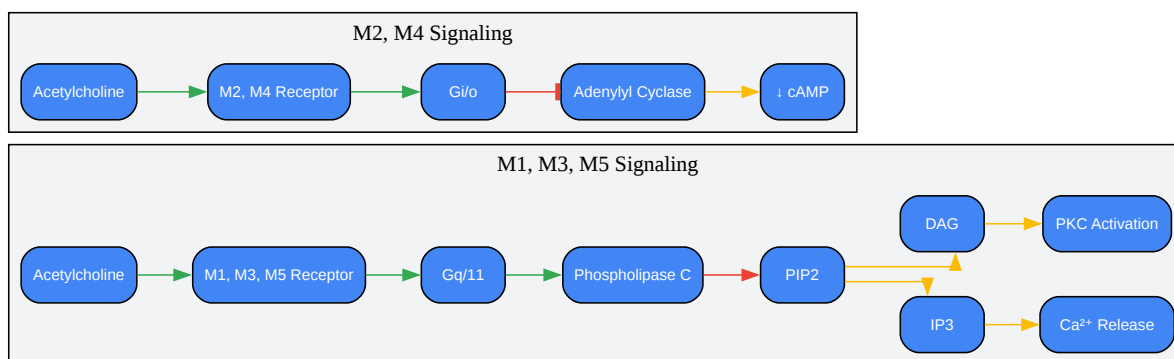 M2, M4 Signaling
Acetylcholine
M2, M4 Receptor
Gi/o
Adenylyl Cyclase
↓ cAMP
M1, M3, M5 Signaling
DAG
PKC Activation
Acetylcholine
M1, M3, M5 Receptor
Gq/11
Phospholipase C
PIP2
IP3
Ca²⁺ Release